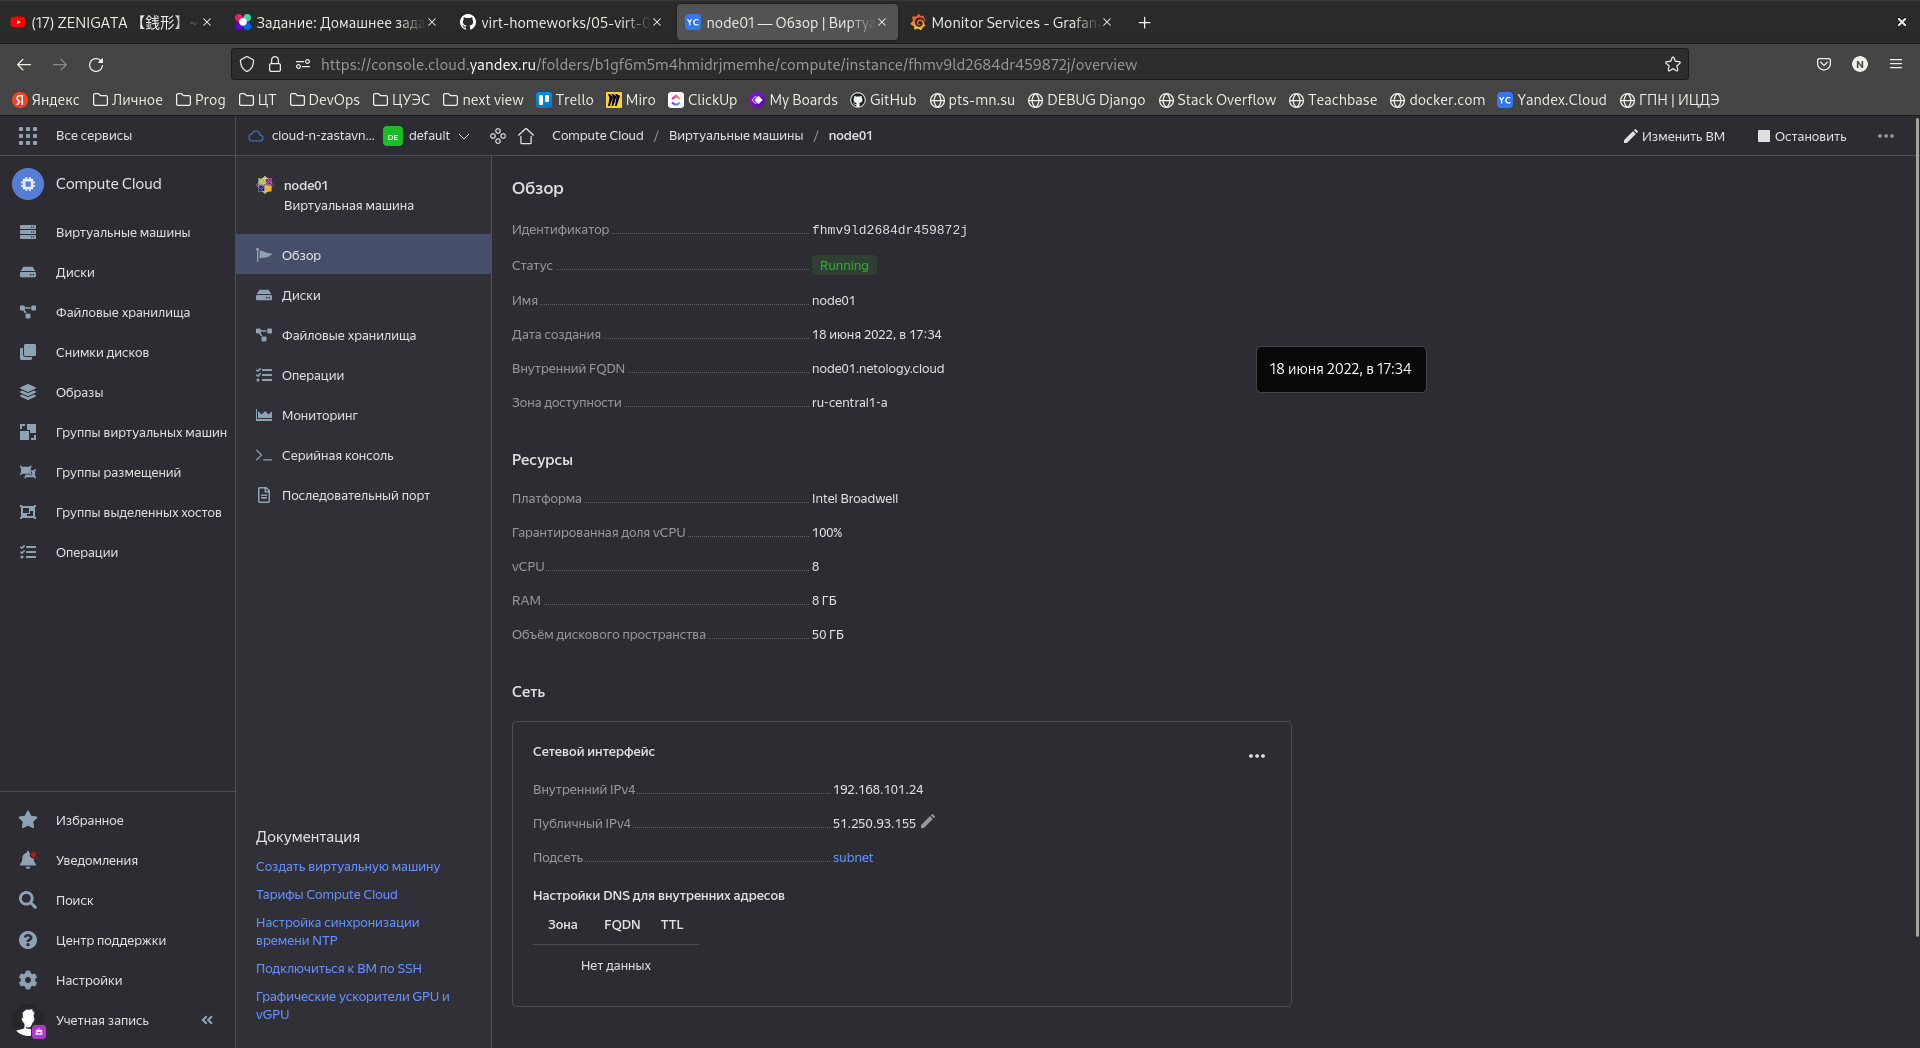 (17) ZENIGATA 【銭形】 ~
Задание: Домашнее зада
virt-homeworks/05-virt-0
node01 — Обзор | Вирту
Monitor Services - Grafan
https://console.cloud.yandex.ru/folders/b1gf6m5m4hmidrjmemhe/compute/instance/fhmv9ld2684dr459872j/overview
N
Яндекс Личное Prog ЦТ DevOps ЦУЭС next view Trello Miro ClickUp My Boards GitHub pts-mn.su DEBUG Django Stack Overflow Teachbase docker.com Yandex.Cloud ГПН | ИЦДЭ
Все сервисы
cloud-n-zastavn... DE default Compute Cloud / Виртуальные машины / node01
Изменить ВМ
Остановить
Compute Cloud
Виртуальные машины
Диски
Файловые хранилища
Снимки дисков
Образы
Группы виртуальных машин
Группы размещений
Группы выделенных хостов
Операции
Избранное
Уведомления
Поиск
Центр поддержки
Настройки
Учетная запись
node01
Виртуальная машина
Обзор
Диски
Файловые хранилища
Операции
Мониторинг
Серийная консоль
Последовательный порт
Документация
Создать виртуальную машину
Тарифы Compute Cloud
Настройка синхронизации
времени NTP
Подключиться к ВМ по SSH
Графические ускорители GPU и
vGPU
Обзор
Идентификатор fhmv9ld2684dr459872j
Статус Running
Имя node01
Дата создания 18 июня 2022, в 17:34
Внутренний FQDN node01.netology.cloud
Зона доступности ru-central1-a
18 июня 2022, в 17:34
Ресурсы
Платформа Intel Broadwell
Гарантированная доля vCPU 100%
vCPU 8
RAM 8 ГБ
Объём дискового пространства 50 ГБ
Сеть
Сетевой интерфейс
Внутренний IPv4 192.168.101.24
Публичный IPv4 51.250.93.155
Подсеть subnet
Настройки DNS для внутренних адресов
Зона FQDN TTL
Нет данных